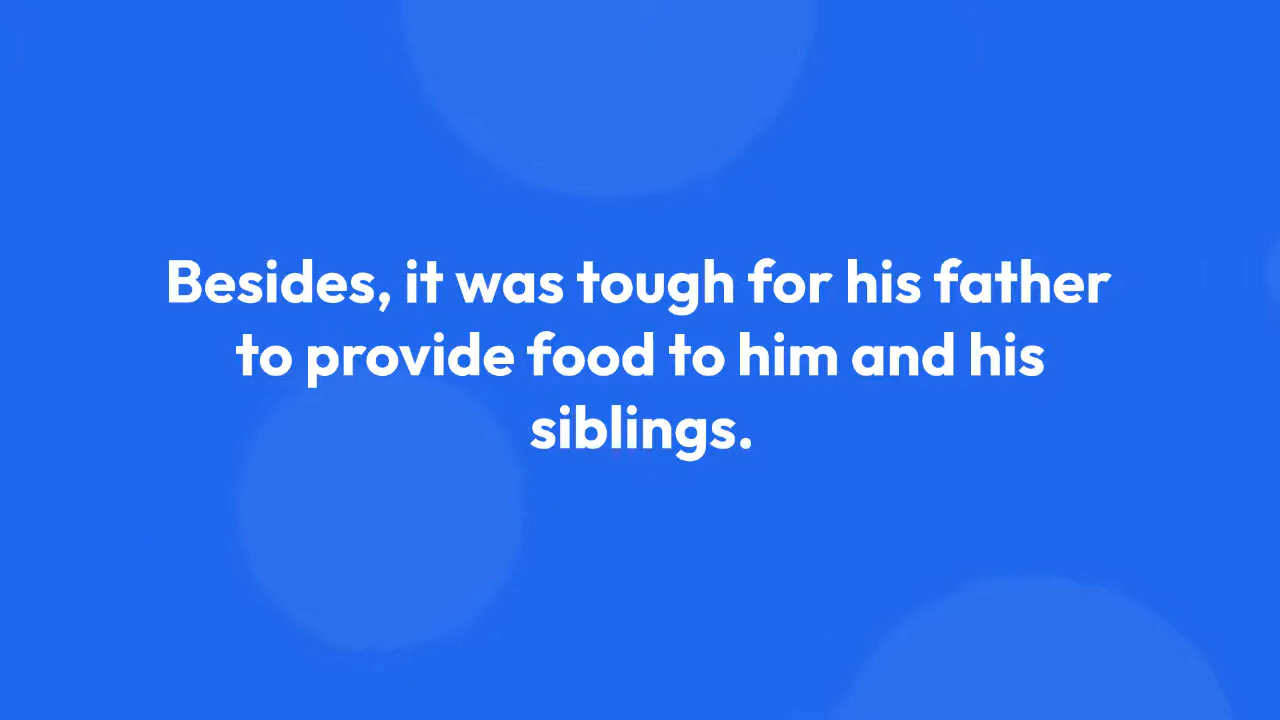 Besides, it was tough for his father
to provide food to him and his
siblings.